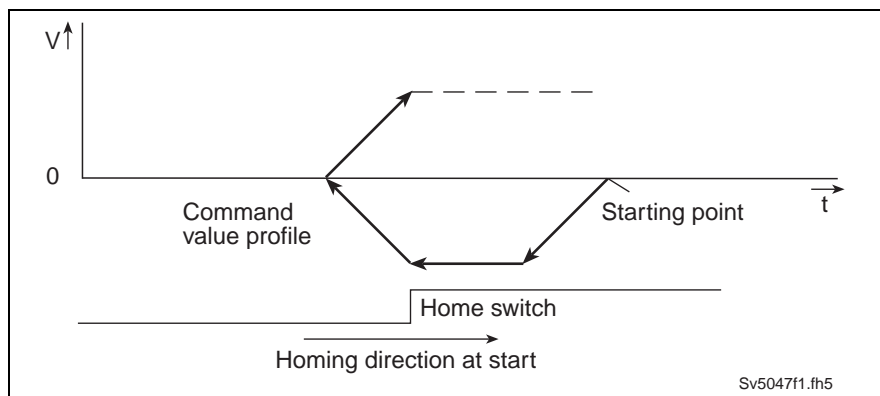 V
0
Command
value profile
Starting point
t
Home switch
Homing direction at start
Sv5047f1.fh5